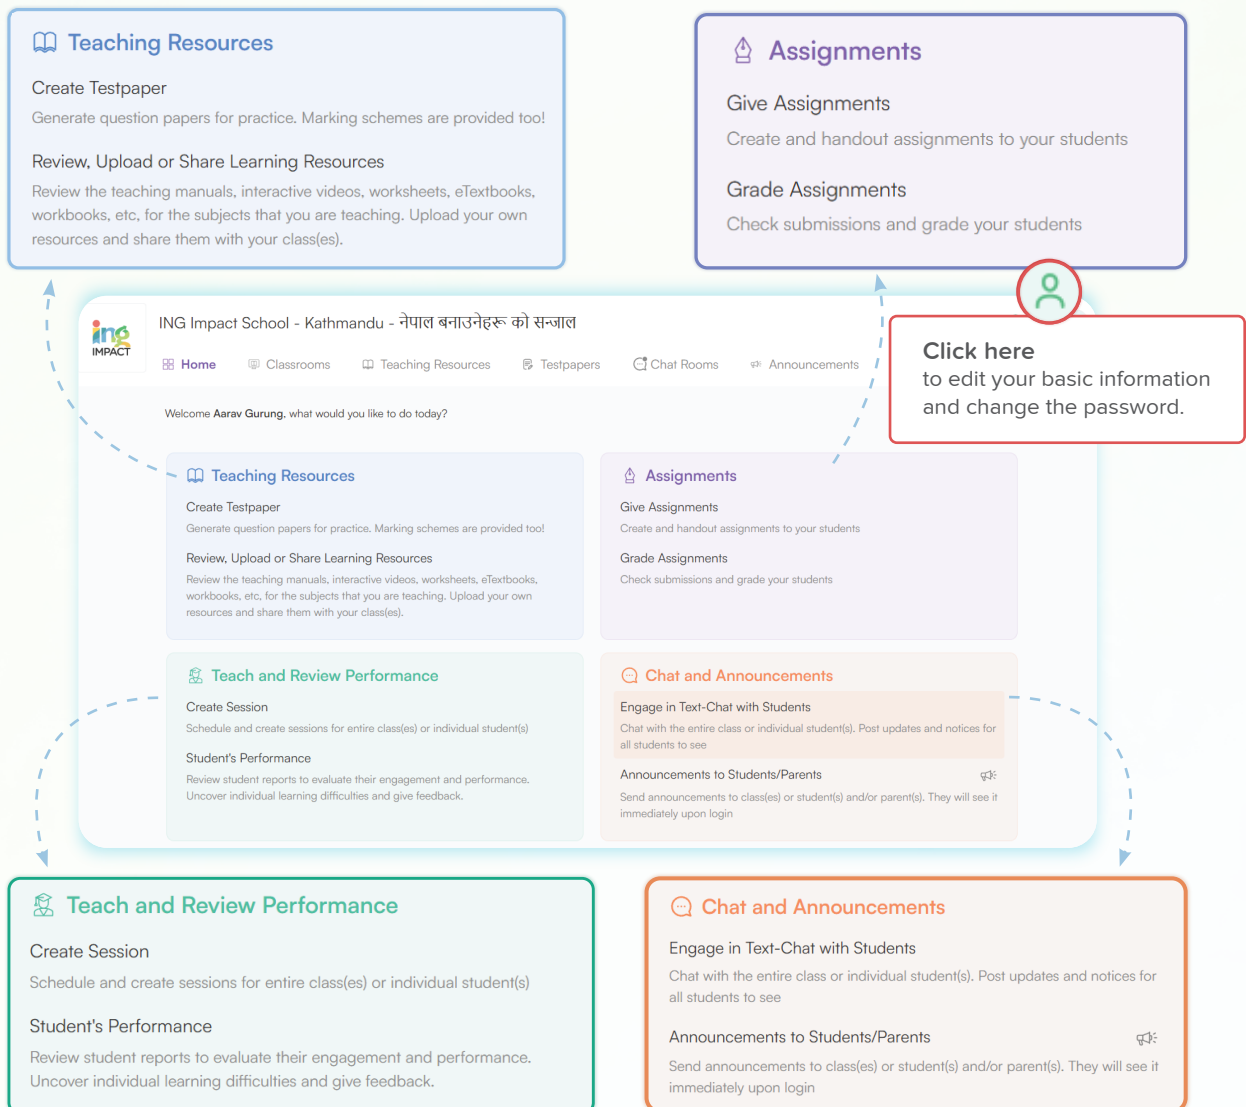 Teaching Resources
Create Testpaper
Generate question papers for practice. Marking schemes are provided too!
Review, Upload or Share Learning Resources
Review the teaching manuals, interactive videos, worksheets, eTextbooks,
workbooks, etc, for the subjects that you are teaching. Upload your own
resources and share them with your class(es).
Assignments
Give Assignments
Create and handout assignments to your students
Grade Assignments
Check submissions and grade your students
ing
IMPACT
ING Impact School - Kathmandu - नेपाल बनाउनेहरू को सन्जाल
Home Classrooms Teaching Resources Testpapers Chat Rooms Announcements
Click here
to edit your basic information
and change the password.
Welcome Aarav Gurung, what would you like to do today?
Teaching Resources
Create Testpaper
Generate question papers for practice. Marking schemes are provided too!
Review, Upload or Share Learning Resources
Review the teaching manuals, interactive videos, worksheets, eTextbooks,
workbooks, etc, for the subjects that you are teaching. Upload your own
resources and share them with your class(es).
Assignments
Give Assignments
Create and handout assignments to your students
Grade Assignments
Check submissions and grade your students
Teach and Review Performance
Create Session
Schedule and create sessions for entire class(es) or individual student(s)
Student's Performance
Review student reports to evaluate their engagement and performance.
Uncover individual learning difficulties and give feedback.
Chat and Announcements
Engage in Text-Chat with Students
Chat with the entire class or individual student(s). Post updates and notices for
all students to see
Announcements to Students/Parents
Send announcements to class(es) or student(s) and/or parent(s). They will see it
immediately upon login
Teach and Review Performance
Create Session
Schedule and create sessions for entire class(es) or individual student(s)
Student's Performance
Review student reports to evaluate their engagement and performance.
Uncover individual learning difficulties and give feedback.
Chat and Announcements
Engage in Text-Chat with Students
Chat with the entire class or individual student(s). Post updates and notices for
all students to see
Announcements to Students/Parents
Send announcements to class(es) or student(s) and/or parent(s). They will see it
immediately upon login